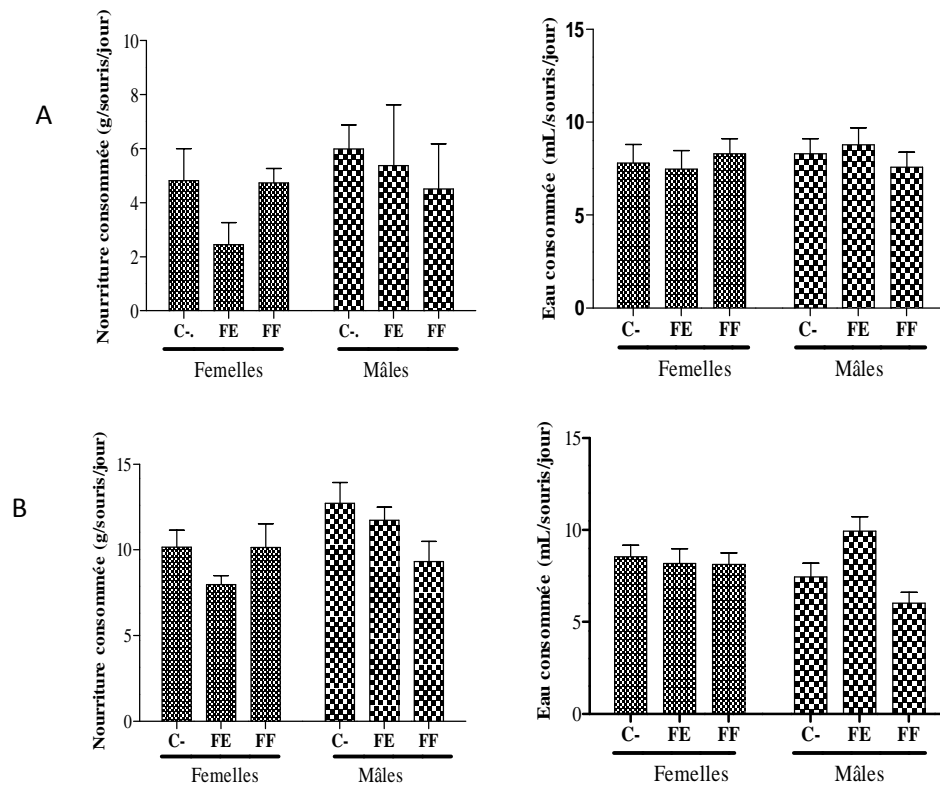 A
Nourriture consommée (g/souris/jour)
10
8
6
4
2
0
C-. FE FF C-. FE FF
Femelles Mâles
Eau consommée (mL/souris/jour)
15
10
5
0
C- FE FF C- FE FF
Femelles Mâles
B
Nourriture consommée (g/souris/jour)
15
10
5
0
C- FE FF C- FE FF
Femelles Mâles
Eau consommée (mL/souris/jour)
15
10
5
0
C- FE FF C- FE FF
Femelles Mâles